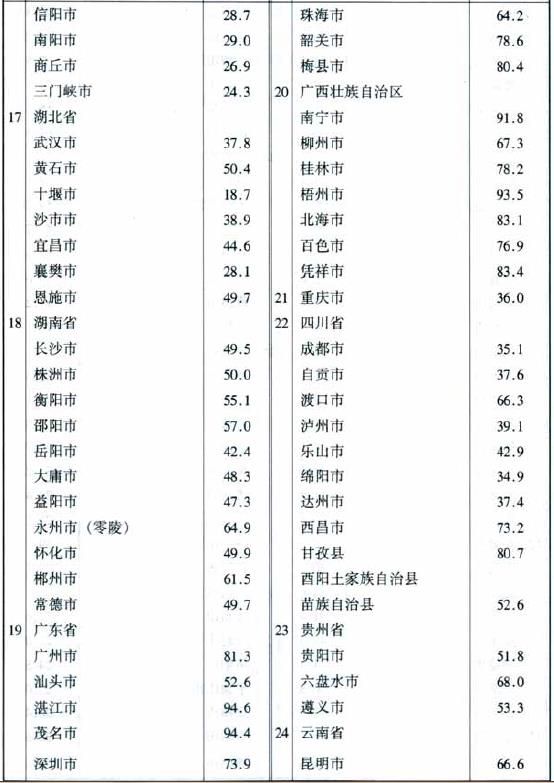 信阳市 28.7
南阳市 29.0
商丘市 26.9
三门峡市 24.3
17 湖北省
武汉市 37.8
黄石市 50.4
十堰市 18.7
沙市市 38.9
宜昌市 44.6
襄樊市 28.1
恩施市 49.7
18 湖南省
长沙市 49.5
株洲市 50.0
衡阳市 55.1
邵阳市 57.0
岳阳市 42.4
大庸市 48.3
益阳市 47.3
永州市（零陵） 64.9
怀化市 49.9
郴州市 61.5
常德市 49.7
19 广东省
广州市 81.3
汕头市 52.6
湛江市 94.6
茂名市 94.4
深圳市 73.9
珠海市 64.2
韶关市 78.6
梅县市 80.4
20 广西壮族自治区
南宁市 91.8
柳州市 67.3
桂林市 78.2
梧州市 93.5
北海市 83.1
百色市 76.9
凭祥市 83.4
21 重庆市 36.0
22 四川省
成都市 35.1
自贡市 37.6
渡口市 66.3
泸州市 39.1
乐山市 42.9
绵阳市 34.9
达州市 37.4
西昌市 73.2
甘孜县 80.7
酉阳土家族自治县
苗族自治县 52.6
23 贵州省
贵阳市 51.8
六盘水市 68.0
遵义市 53.3
24 云南省
昆明市 66.6